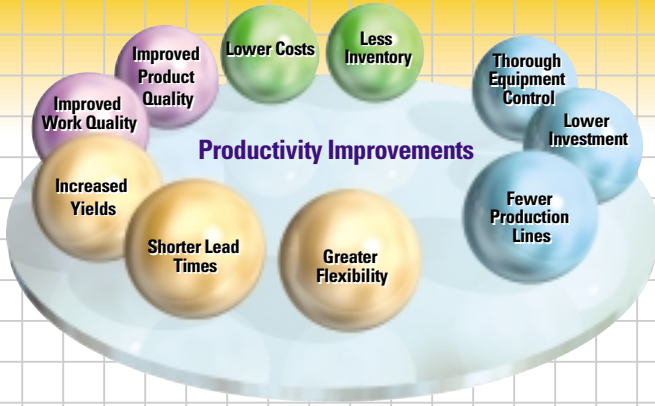 Improved
Product
Quality
Lower Costs
Less
Inventory
Thorough
Equipment
Control
Improved
Work Quality
Lower
Investment
Productivity Improvements
Increased
Yields
Fewer
Production
Lines
Shorter Lead
Times
Greater
Flexibility